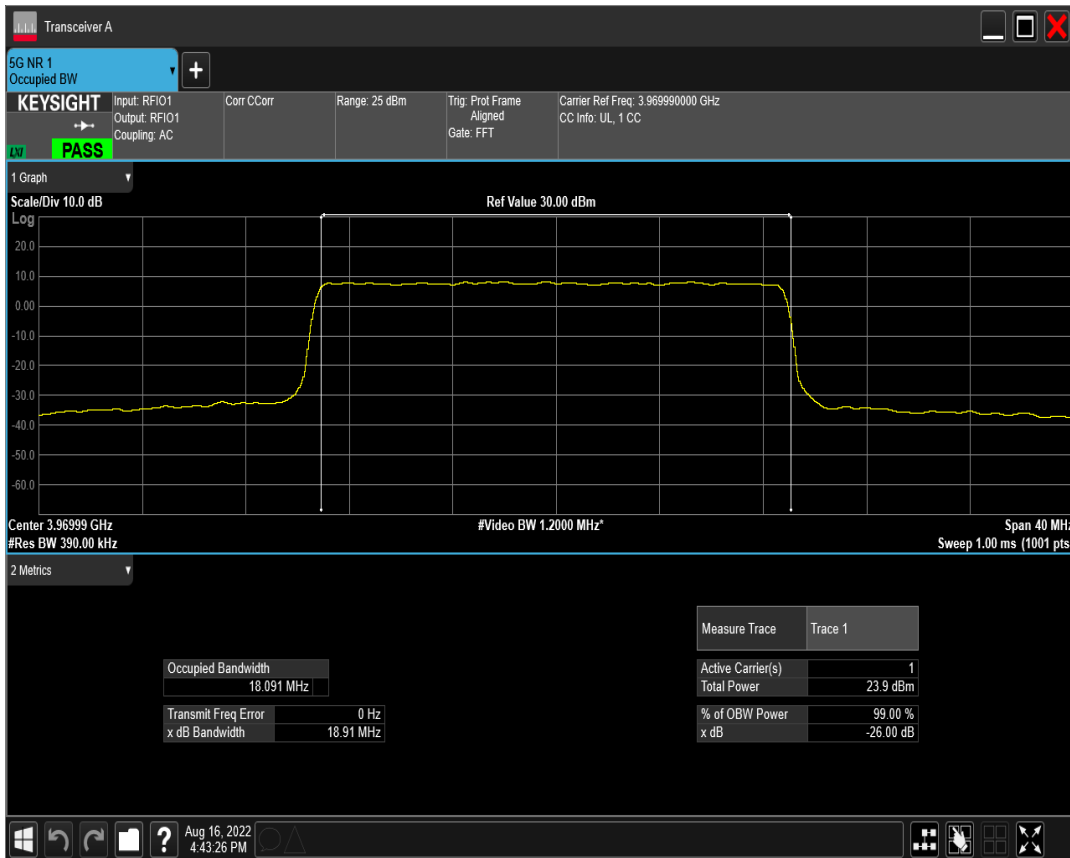 Transceiver A
5G NR 1
Occupied BW
KEYSIGHT
Input: RFIO1
Output: RFIO1
Coupling: AC
Corr CCorr
Range: 25 dBm
Trig: Prot Frame
Aligned
Gate: FFT
Carrier Ref Freq: 3.969990000 GHz
CC Info: UL, 1 CC
LXI
PASS
1 Graph
Scale/Div 10.0 dB
Ref Value 30.00 dBm
Log
20.0
10.0
0.00
-10.0
-20.0
-30.0
-40.0
-50.0
-60.0
Center 3.96999 GHz
#Video BW 1.2000 MHz*
Span 40 MHz
#Res BW 390.00 kHz
Sweep 1.00 ms (1001 pts
2 Metrics
Measure Trace
Trace 1
Occupied Bandwidth
18.091 MHz
Active Carrier(s)
1
Total Power
23.9 dBm
Transmit Freq Error
0 Hz
x dB Bandwidth
18.91 MHz
% of OBW Power
99.00 %
x dB
-26.00 dB
?
Aug 16, 2022
4:43:26 PM